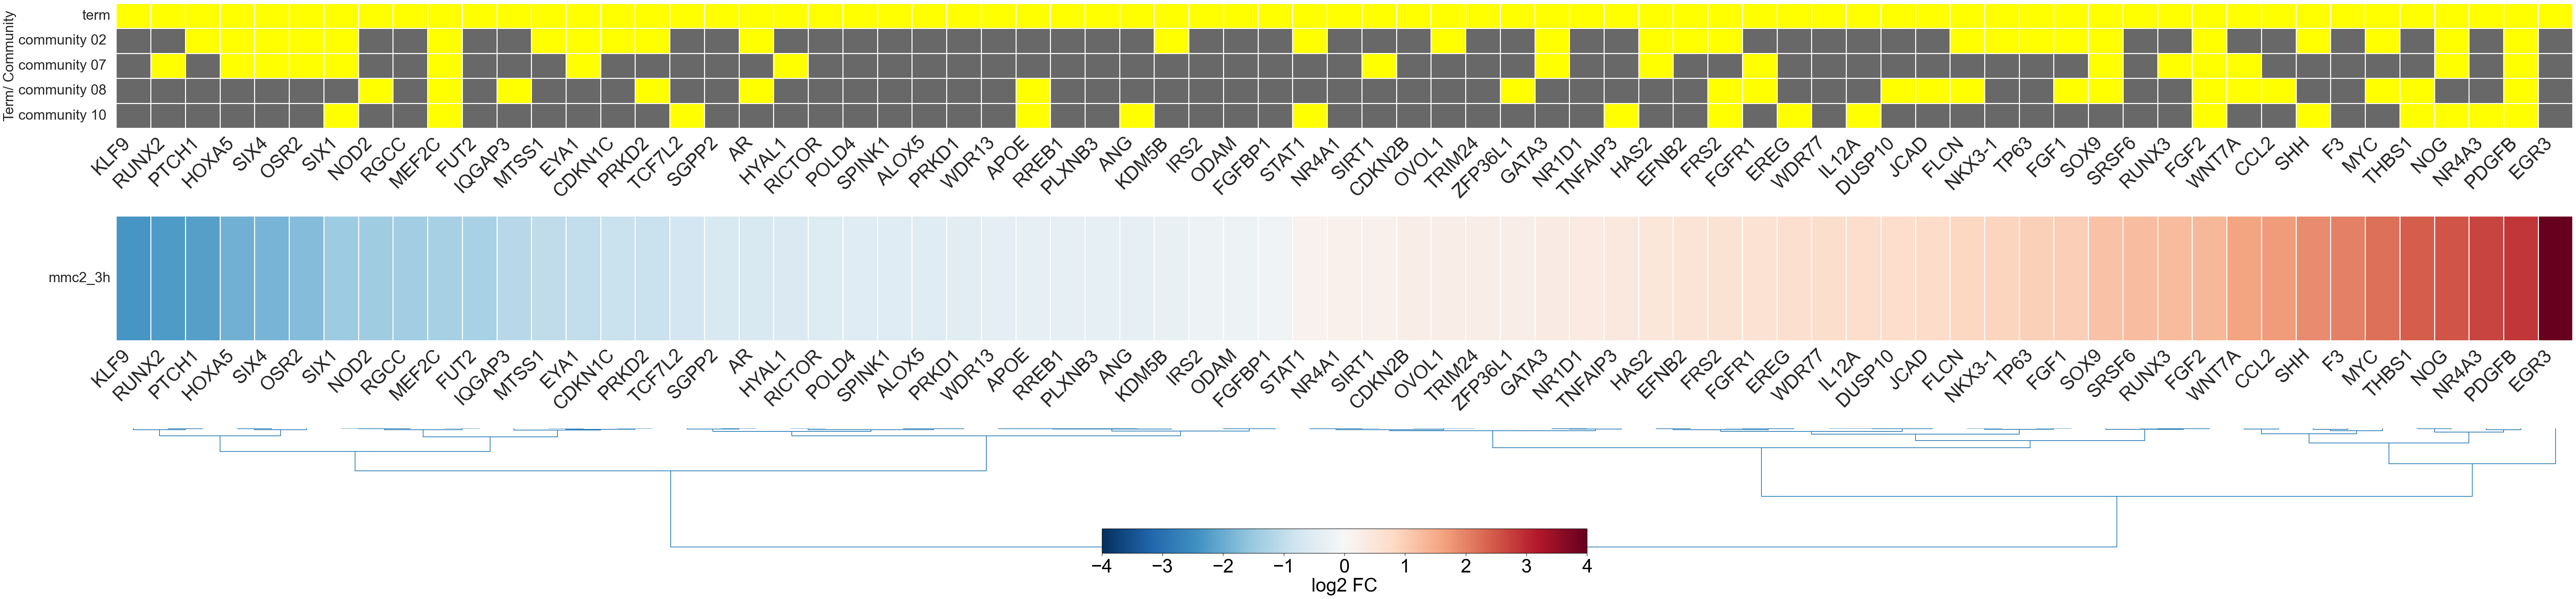 Term/ Community
term
community 02
community 07
community 08
community 10
KLF9 RUNX2 PTCH1 HOXA5 SIX4 OSR2 SIX1 NOD2 RGCC MEF2C FUT2 IQGAP3 MTSS1 EYA1 CDKN1C PRKD2 TCF7L2 SGPP2 AR HYAL1 RICTOR POLD4 SPINK1 ALOX5 PRKD1 WDR13 APOE RREB1 PLXNB3 ANG KDM5B IRS2 ODAM FGFBP1 STAT1 NR4A1 SIRT1 CDKN2B OVOL1 TRIM24 ZFP36L1 GATA3 NR1D1 TNFAIP3 HAS2 EFNB2 FRS2 FGFR1 EREG WDR77 IL12A DUSP10 JCAD FLCN NKX3-1 TP63 FGF1 SOX9 SRSF6 RUNX3 FGF2 WNT7A CCL2 SHH F3 MYC THBS1 NOG NR4A3 PDGFB EGR3
mmc2_3h
KLF9 RUNX2 PTCH1 HOXA5 SIX4 OSR2 SIX1 NOD2 RGCC MEF2C FUT2 IQGAP3 MTSS1 EYA1 CDKN1C PRKD2 TCF7L2 SGPP2 AR HYAL1 RICTOR POLD4 SPINK1 ALOX5 PRKD1 WDR13 APOE RREB1 PLXNB3 ANG KDM5B IRS2 ODAM FGFBP1 STAT1 NR4A1 SIRT1 CDKN2B OVOL1 TRIM24 ZFP36L1 GATA3 NR1D1 TNFAIP3 HAS2 EFNB2 FRS2 FGFR1 EREG WDR77 IL12A DUSP10 JCAD FLCN NKX3-1 TP63 FGF1 SOX9 SRSF6 RUNX3 FGF2 WNT7A CCL2 SHH F3 MYC THBS1 NOG NR4A3 PDGFB EGR3
−4 −3 −2 −1 0 1 2 3 4
log2 FC